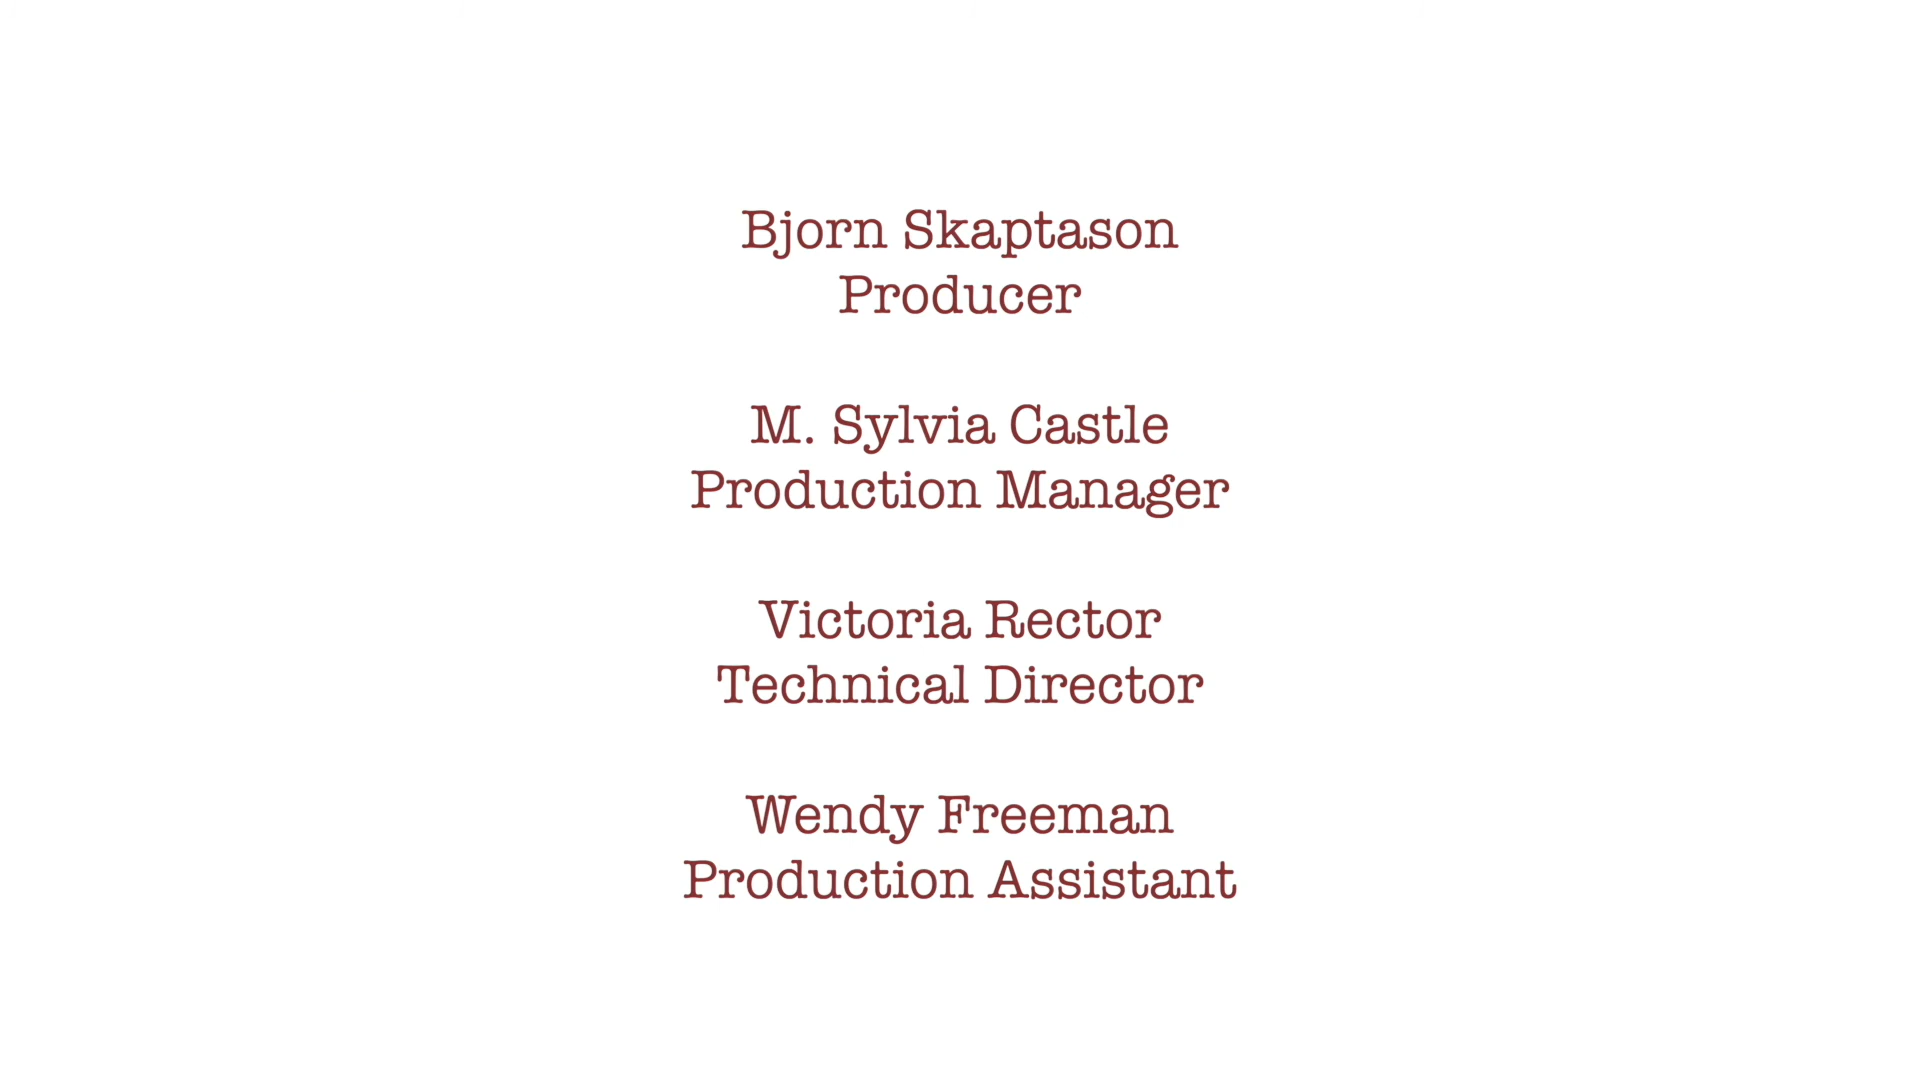 Bjorn Skaptason
Producer
M. Sylvia Castle
Production Manager
Victoria Rector
Technical Director
Wendy Freeman
Production Assistant